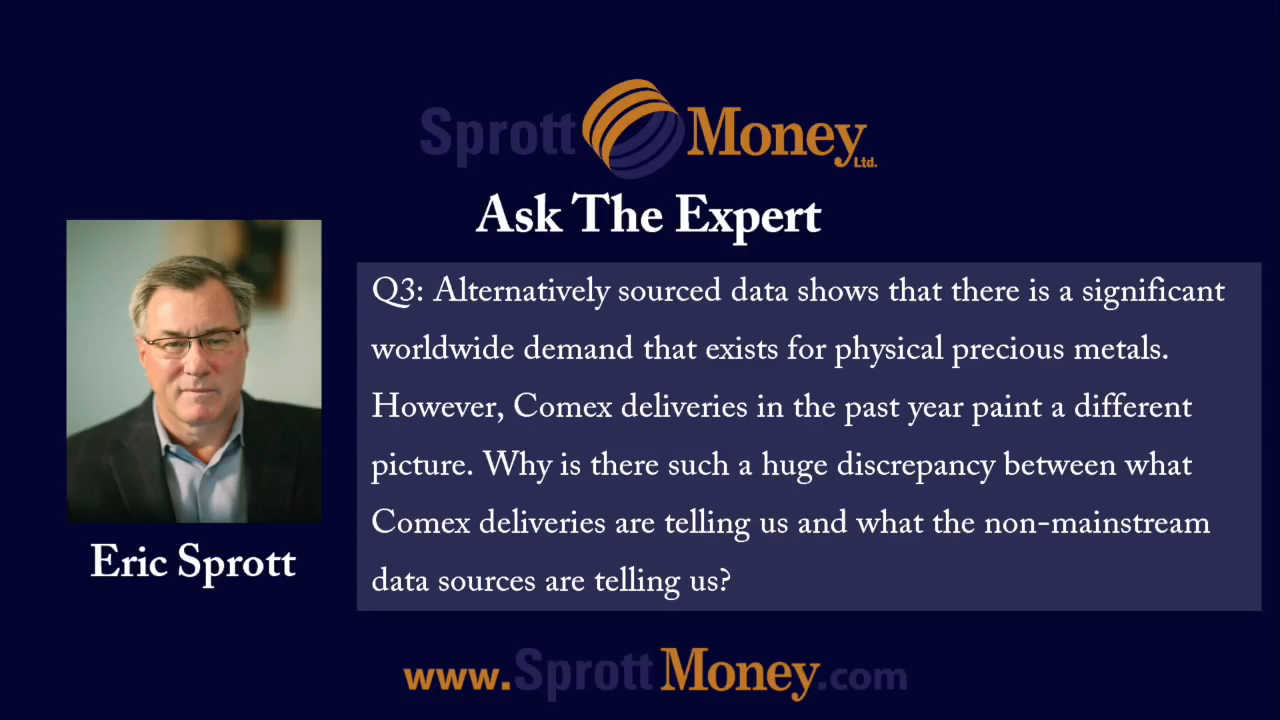 Sprott Money Ltd.
Ask The Expert
Q3: Alternatively sourced data shows that there is a significant
worldwide demand that exists for physical precious metals.
However, Comex deliveries in the past year paint a different
picture. Why is there such a huge discrepancy between what
Comex deliveries are telling us and what the non-mainstream
data sources are telling us?
Eric Sprott
www.SprottMoney.com